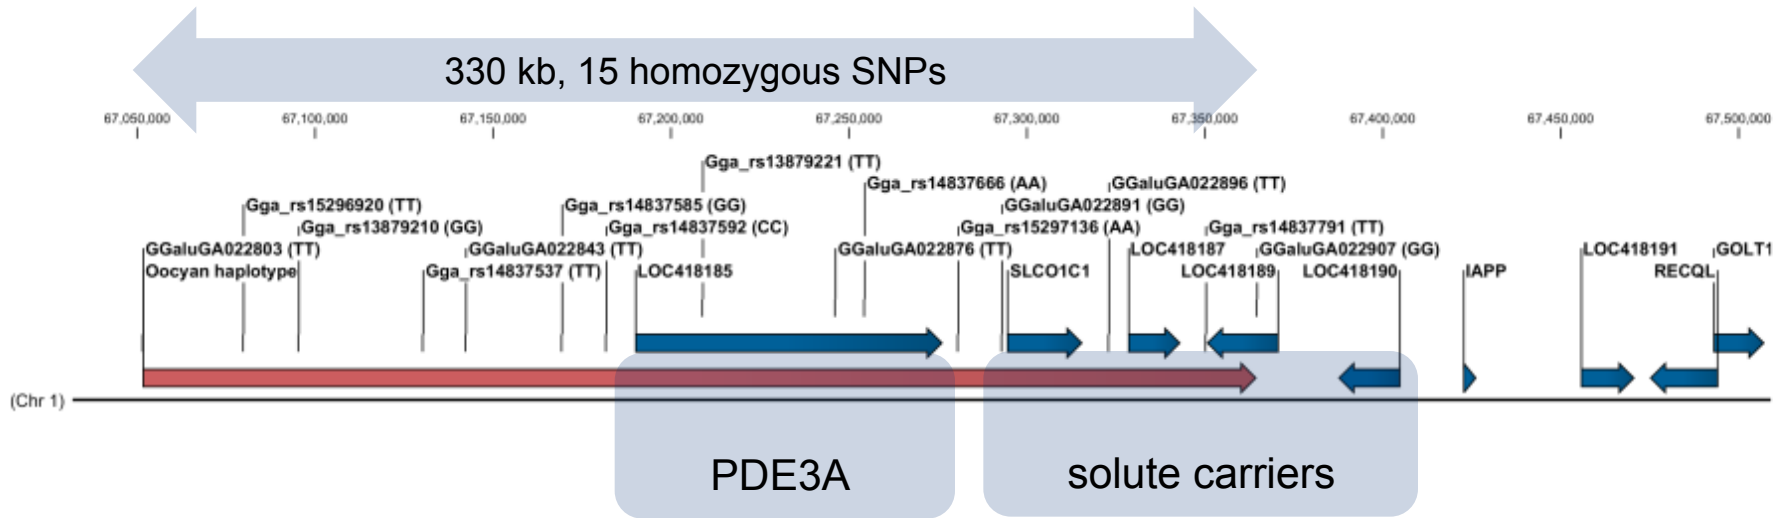 330 kb, 15 homozygous SNPs
67,050,000 67,100,000 67,150,000 67,200,000 67,250,000 67,300,000 67,350,000 67,400,000 67,450,000 67,500,000
Gga_rs13879221 (TT)
Gga_rs14837666 (AA) GGaluGA022896 (TT)
Gga_rs15296920 (TT) Gga_rs14837585 (GG) GGaluGA022891 (GG)
Gga_rs13879210 (GG) Gga_rs14837592 (CC) Gga_rs15297136 (AA) Gga_rs14837791 (TT)
GGaluGA022803 (TT) GGaluGA022843 (TT) GGaluGA022876 (TT) LOC418187 GGaluGA022907 (GG) LOC418191 GOLT1
Oocyan haplotype Gga_rs14837537 (TT) LOC418185 SLCO1C1 LOC418189 LOC418190 IAPP RECQL
(Chr 1)
PDE3A solute carriers